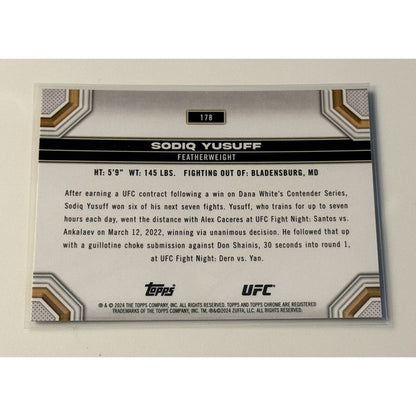 178
SODIQ YUSUFF
FEATHERWEIGHT
HT: 5'9" WT: 145 LBS. FIGHTING OUT OF: BLADENSBURG, MD
After earning a UFC contract following a win on Dana White's Contender Series,
Sodiq Yusuff won six of his next seven fights. Yusuff, who trains for up to seven
hours each day, went the distance with Alex Caceres at UFC Fight Night: Santos vs.
Ankalaev on March 12, 2022, winning via unanimous decision. He followed that up
with a guillotine choke submission against Don Shainis, 30 seconds into round 1,
at UFC Fight Night: Dern vs. Yan.
Topps UFC
® & © 2024 THE TOPPS COMPANY, INC. ALL RIGHTS RESERVED. TOPPS AND TOPPS CHROME ARE REGISTERED
TRADEMARKS OF THE TOPPS COMPANY, INC. ™, ®&©2024 ZUFFA, LLC. ALL RIGHTS RESERVED.